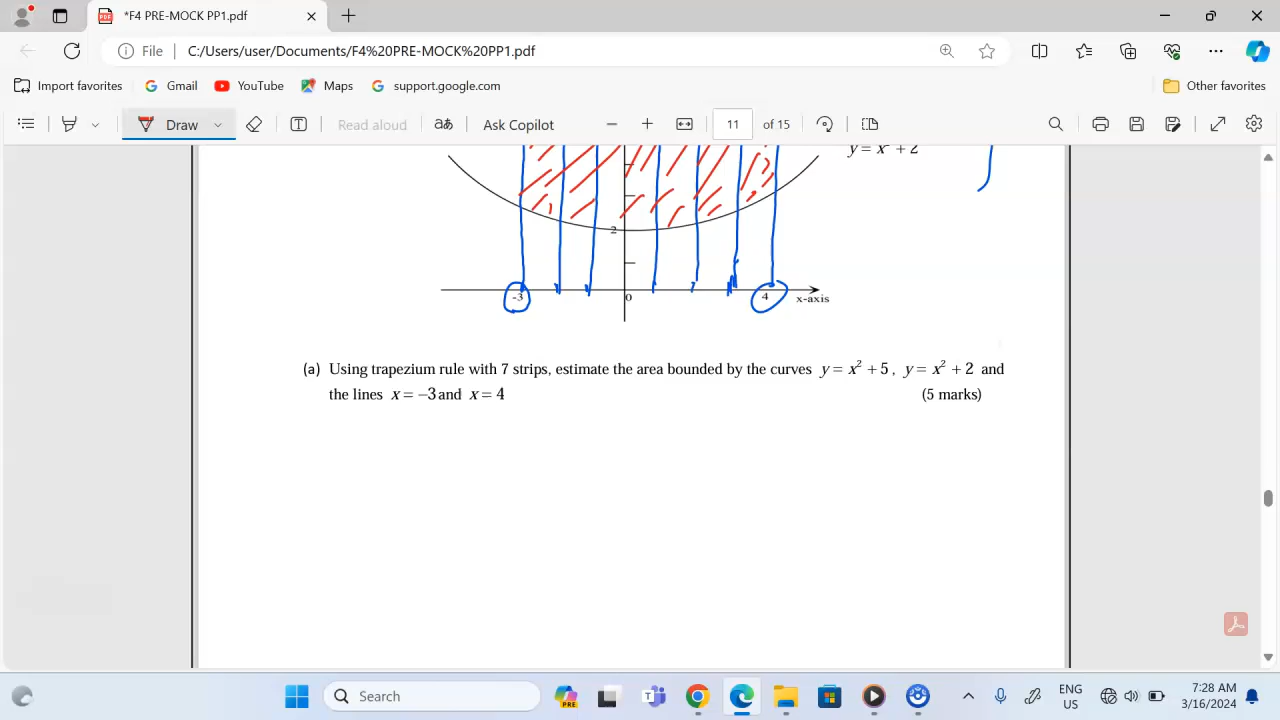 *F4 PRE-MOCK PP1.pdf
File
C:/Users/user/Documents/F4%20PRE-MOCK%20PP1.pdf
Import favorites
Gmail
YouTube
Maps
support.google.com
Other favorites
Draw
Read aloud
aあ
Ask Copilot
11 of 15
y = x² + 2
2
-3
0
4
x-axis
(a) Using trapezium rule with 7 strips, estimate the area bounded by the curves y = x² + 5 , y = x² + 2 and
the lines x = −3 and x = 4
(5 marks)
Search
PRE
ENG
US
7:28 AM
3/16/2024